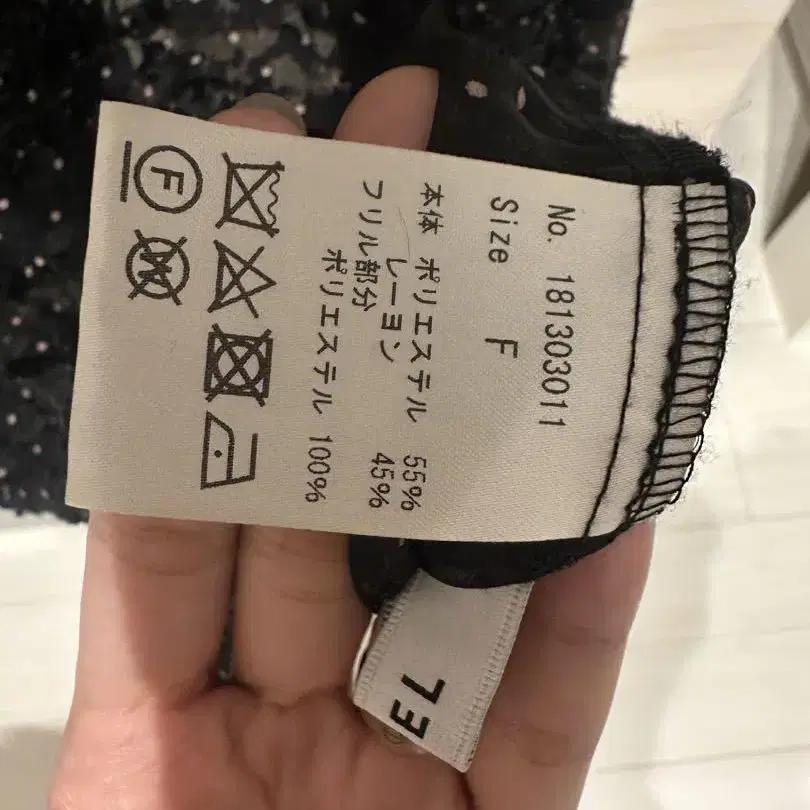 No. 181303011
Size F
本体 ポリエステル 55%
レーヨン 45%
フリル部分
ポリエステル 100%
F
W
73